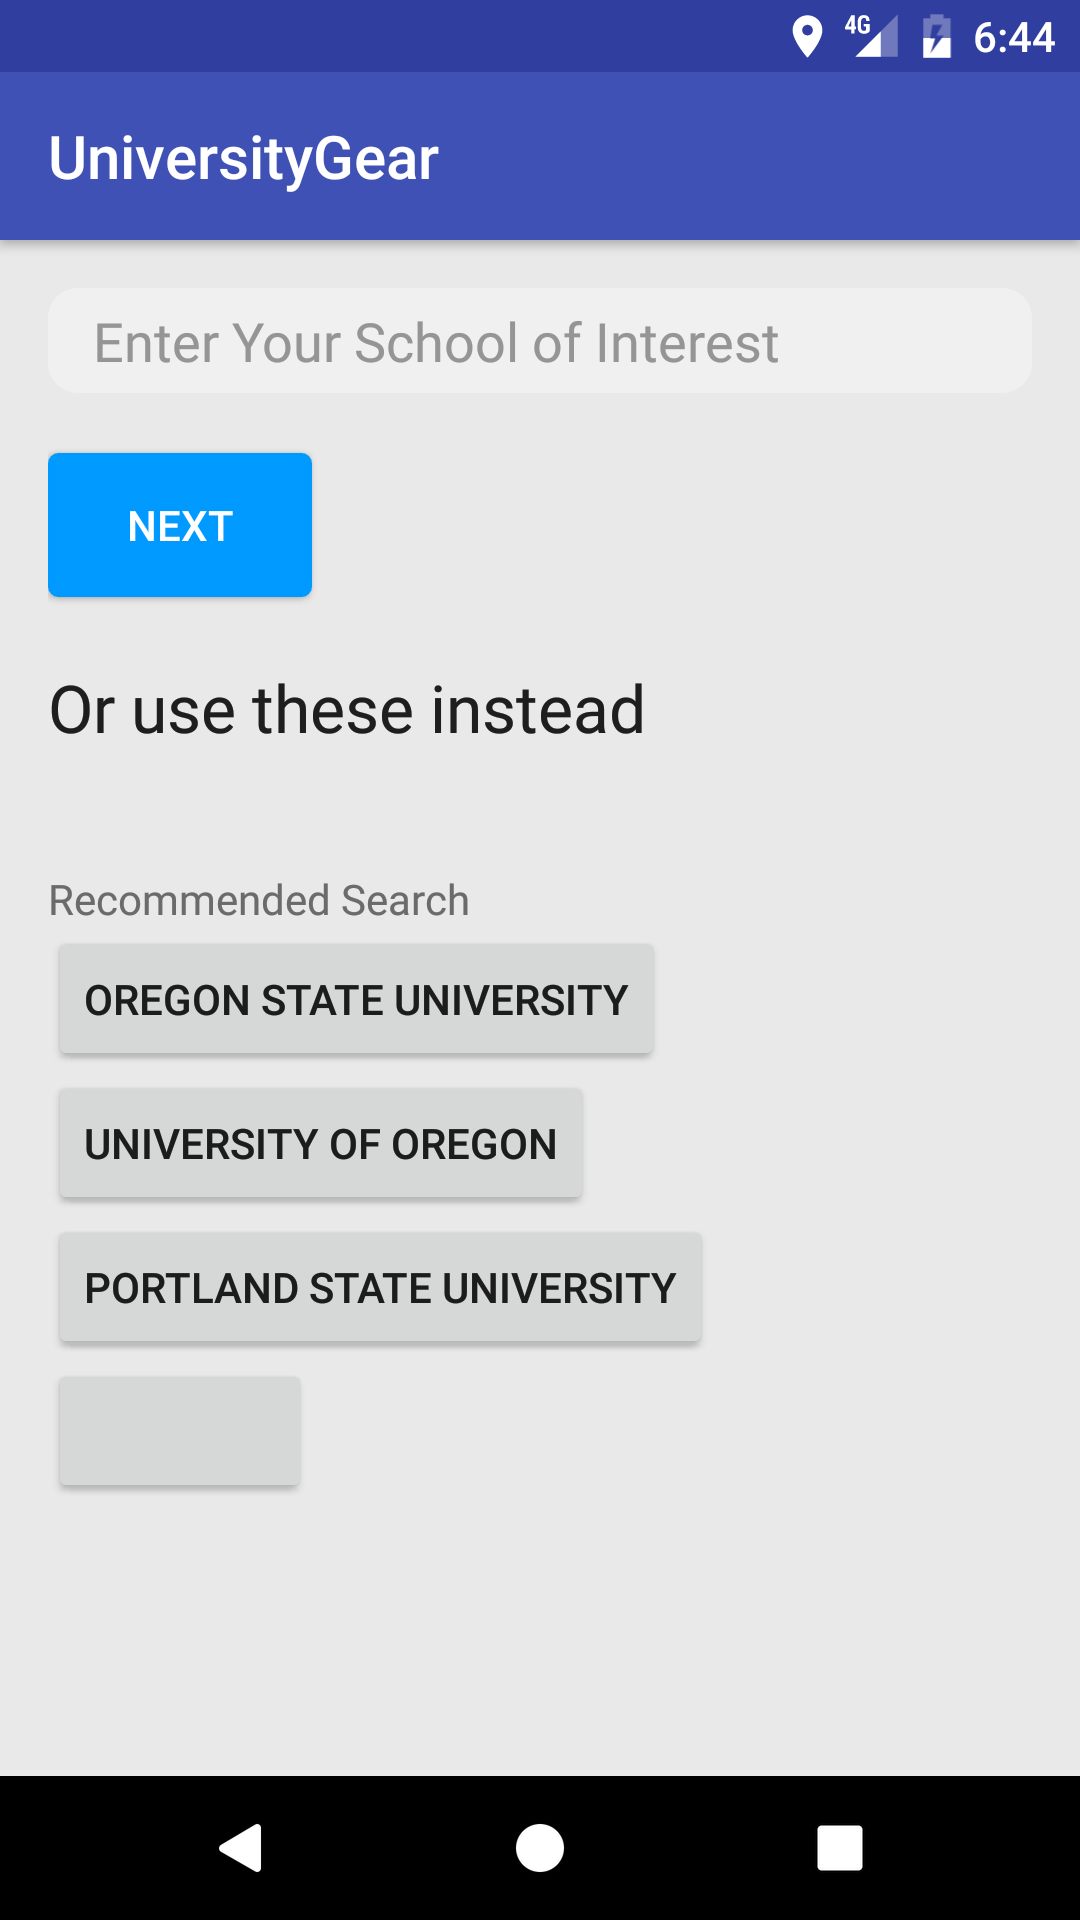 4G 6:44
UniversityGear
Enter Your School of Interest
NEXT
Or use these instead
Recommended Search
OREGON STATE UNIVERSITY
UNIVERSITY OF OREGON
PORTLAND STATE UNIVERSITY